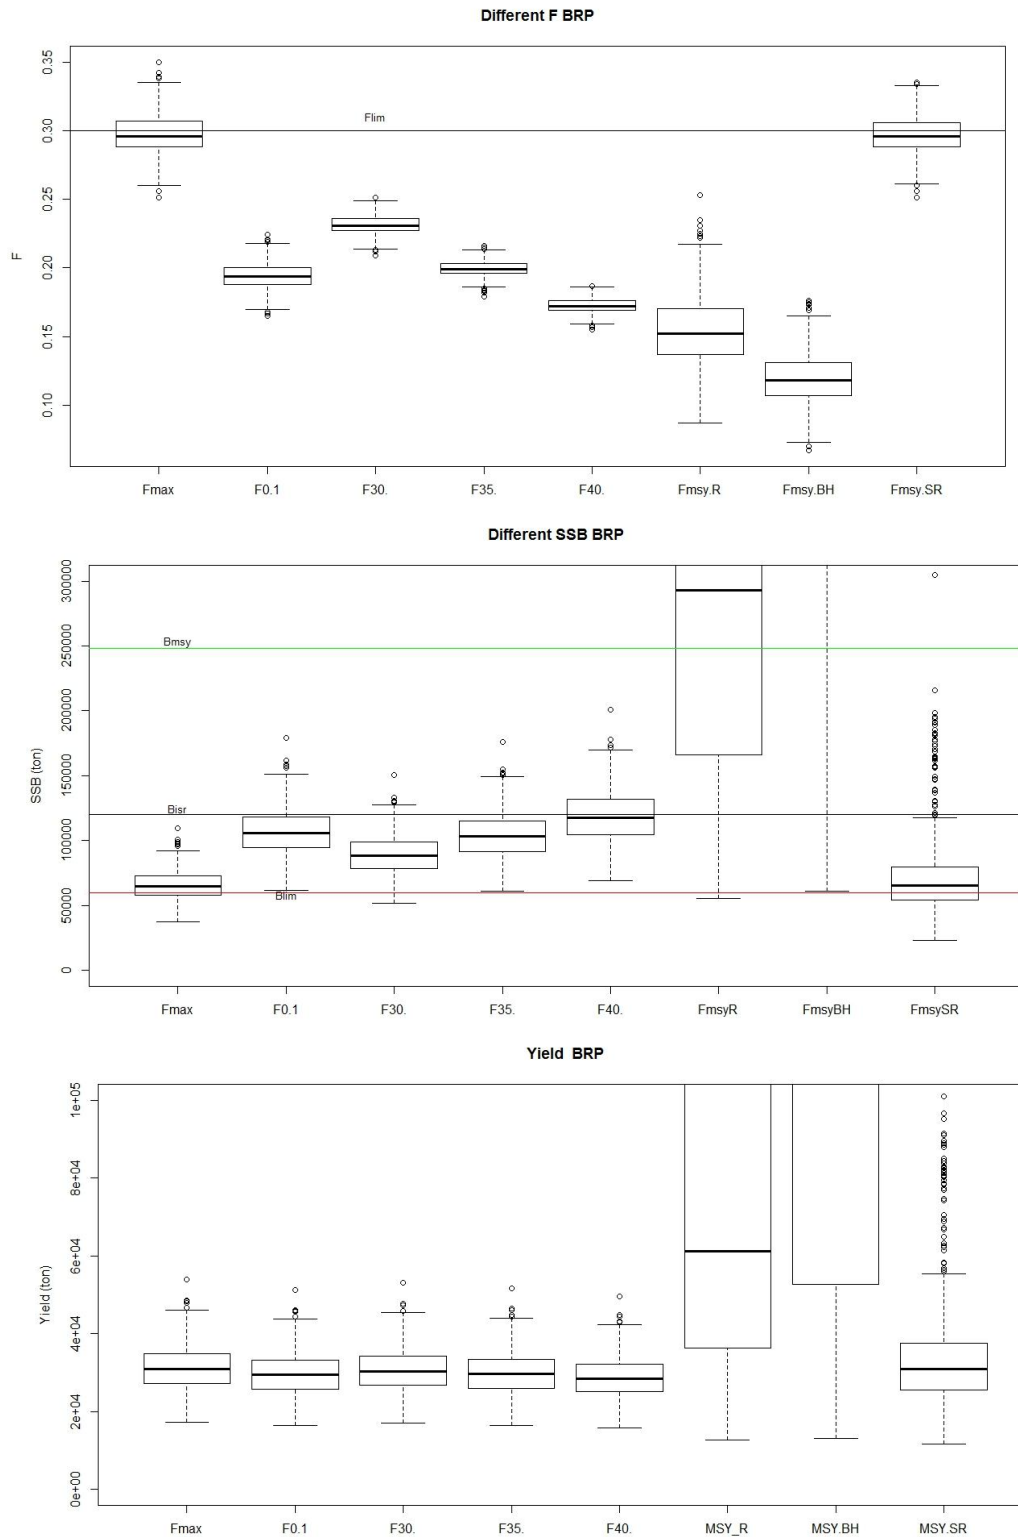 Different F BRP
0.35
0.30
0.25
0.20
0.15
0.10
F
Flim
Fmax F0.1 F30. F35. F40. Fmsy.R Fmsy.BH Fmsy.SR
Different SSB BRP
300000
250000
200000
150000
100000
50000
0
SSB (ton)
Bmsy
Bisr
Blim
Fmax F0.1 F30. F35. F40. FmsyR FmsyBH FmsySR
Yield BRP
1e+05
8e+04
6e+04
4e+04
2e+04
0e+00
Yield (ton)
Fmax F0.1 F30. F35. F40. MSY_R MSY.BH MSY.SR